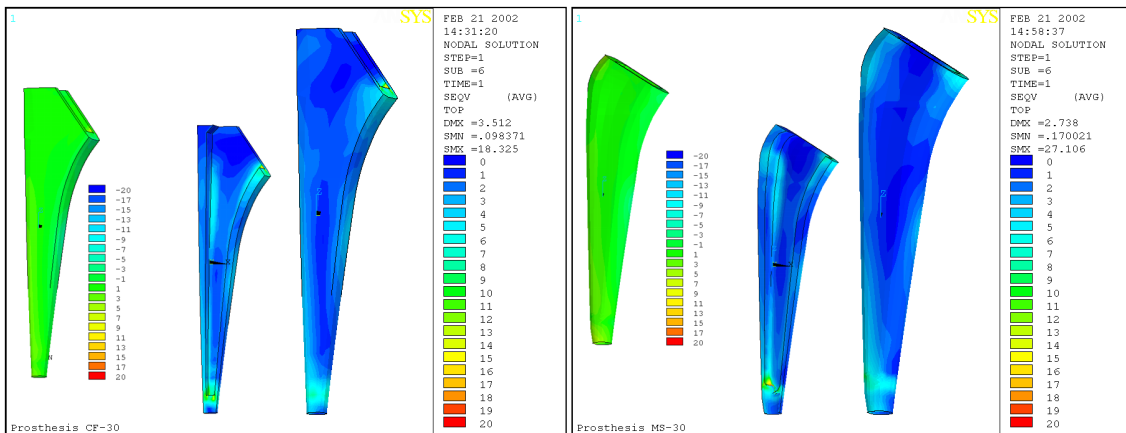 1
SYS
FEB 21 2002
14:31:20
NODAL SOLUTION
STEP=1
SUB =6
TIME=1
SEQV (AVG)
TOP
DMX =3.512
SMN =.098371
SMX =18.325
0
1
2
3
4
5
6
7
8
9
10
11
12
13
14
15
16
17
18
19
20
-20
-17
-15
-13
-11
-9
-7
-5
-3
-1
1
3
5
7
9
11
13
15
17
20
Z
N
X
Prosthesis CF-30
1
SYS
FEB 21 2002
14:58:37
NODAL SOLUTION
STEP=1
SUB =6
TIME=1
SEQV (AVG)
TOP
DMX =2.738
SMN =.170021
SMX =27.106
0
1
2
3
4
5
6
7
8
9
10
11
12
13
14
15
16
17
18
19
20
-20
-17
-15
-13
-11
-9
-7
-5
-3
-1
1
3
5
7
9
11
13
15
17
20
Z
X
Prosthesis MS-30